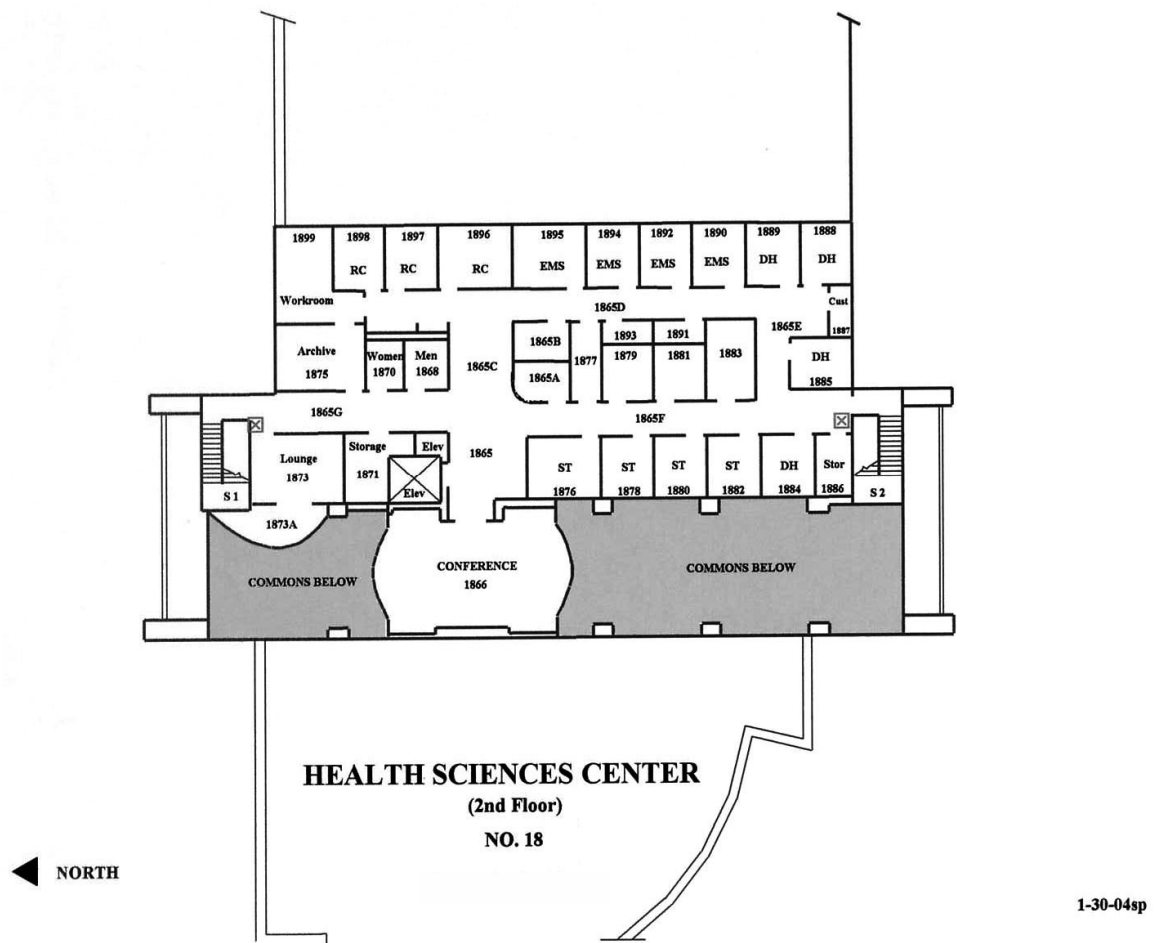 1899 1898 1897 1896 1895 1894 1892 1890 1889 1888
RC RC RC EMS EMS EMS EMS DH DH
Workroom
1865D
Cust
1865E
1887
1893 1891
1865B
Archive
1875
Women
1870
Men
1868
1865C
1877
1879 1881 1883
DH
1885
1865A
1865G
1865F
Storage
1871
Elev
1865
Lounge
1873
Elev
ST
1876
ST
1878
ST
1880
ST
1882
DH
1884
Stor
1886
S 1
S 2
1873A
COMMONS BELOW
CONFERENCE
1866
COMMONS BELOW
HEALTH SCIENCES CENTER
(2nd Floor)
NO. 18
NORTH
1-30-04sp